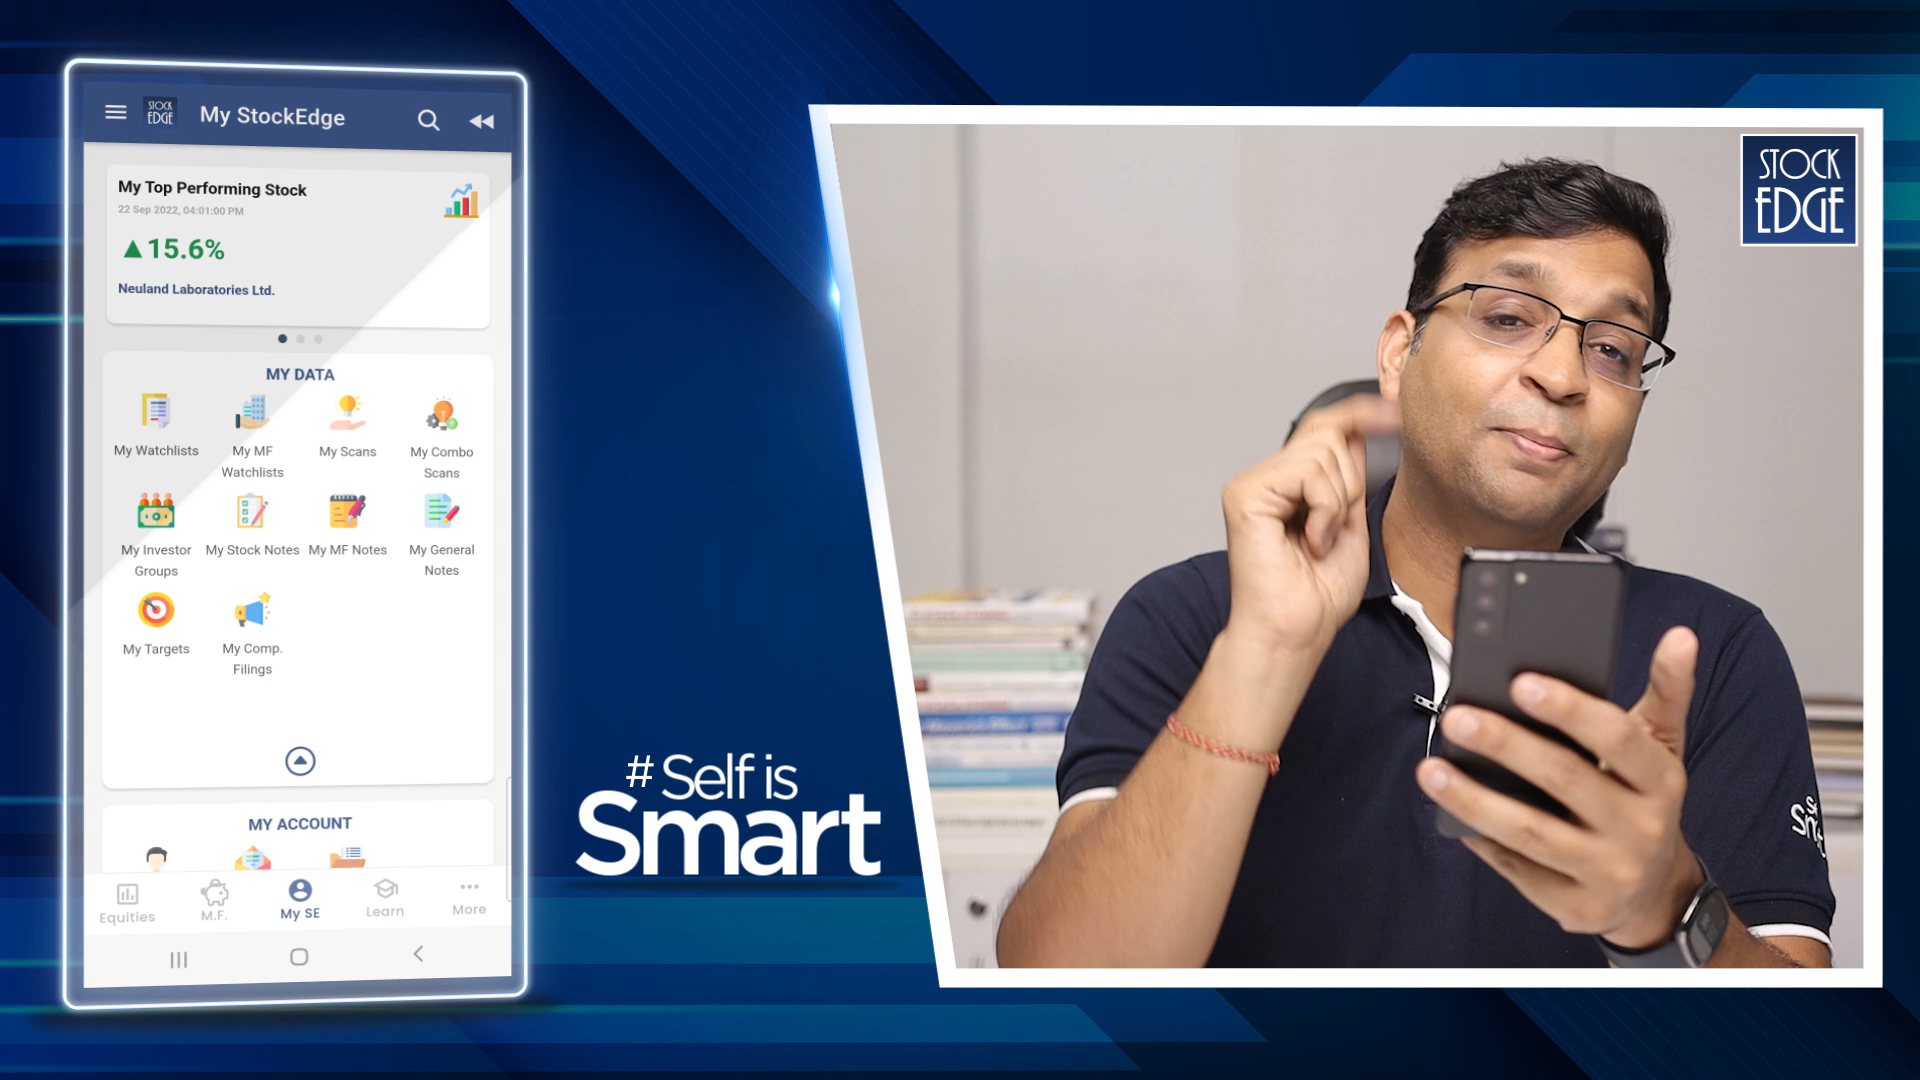 STOCK
EDGE
My StockEdge
My Top Performing Stock
22 Sep 2022, 04:01:00 PM
▲15.6%
Neuland Laboratories Ltd.
MY DATA
My Watchlists
My MF
Watchlists
My Scans
My Combo
Scans
My Investor
Groups
My Stock Notes
My MF Notes
My General
Notes
My Targets
My Comp.
Filings
MY ACCOUNT
Equities
M.F.
My SE
Learn
More
# Self is
Smart
STOCK
EDGE